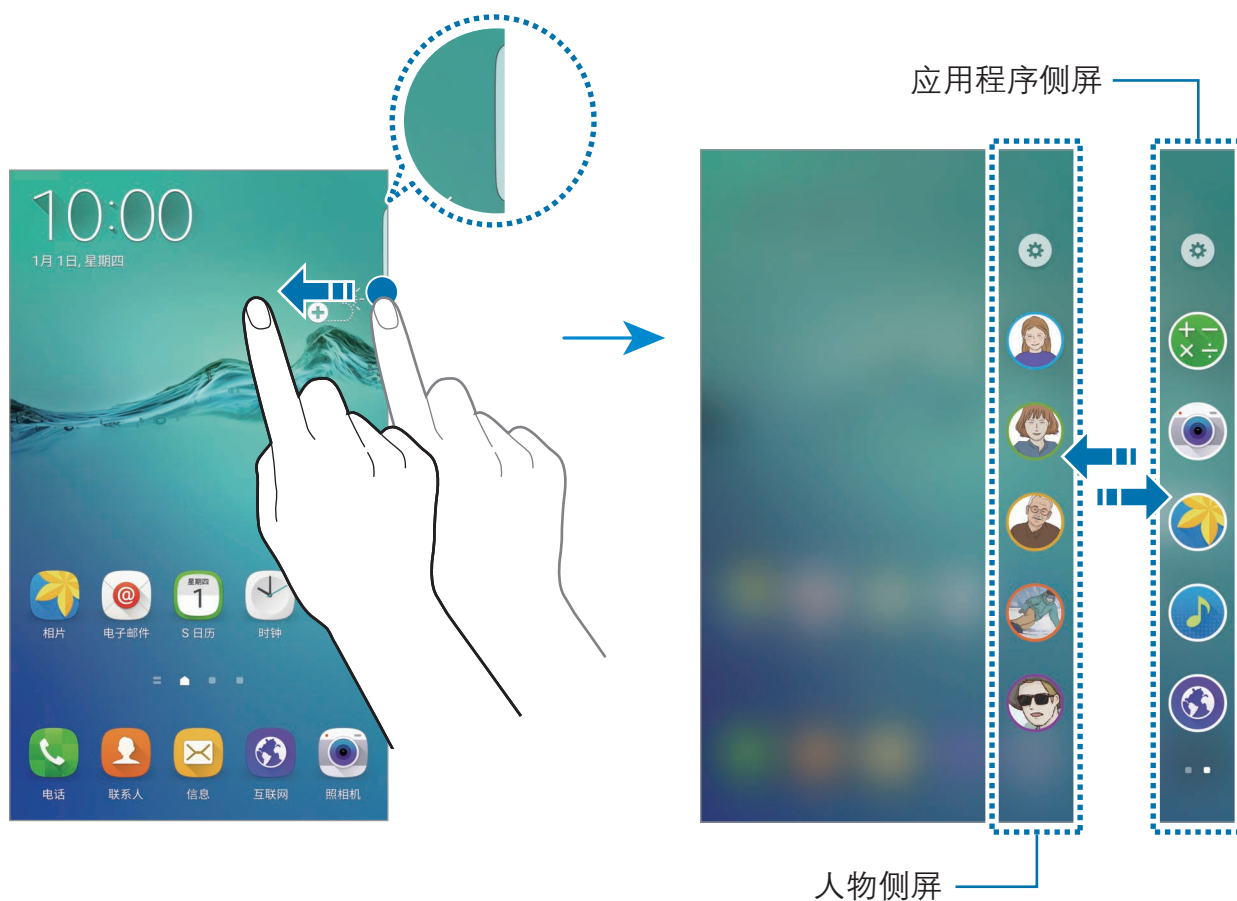 应用程序侧屏
10:00
1月 1日, 星期四
星期四
1
相片
电子邮件
S 日历
时钟
电话
联系人
信息
互联网
照相机
人物侧屏